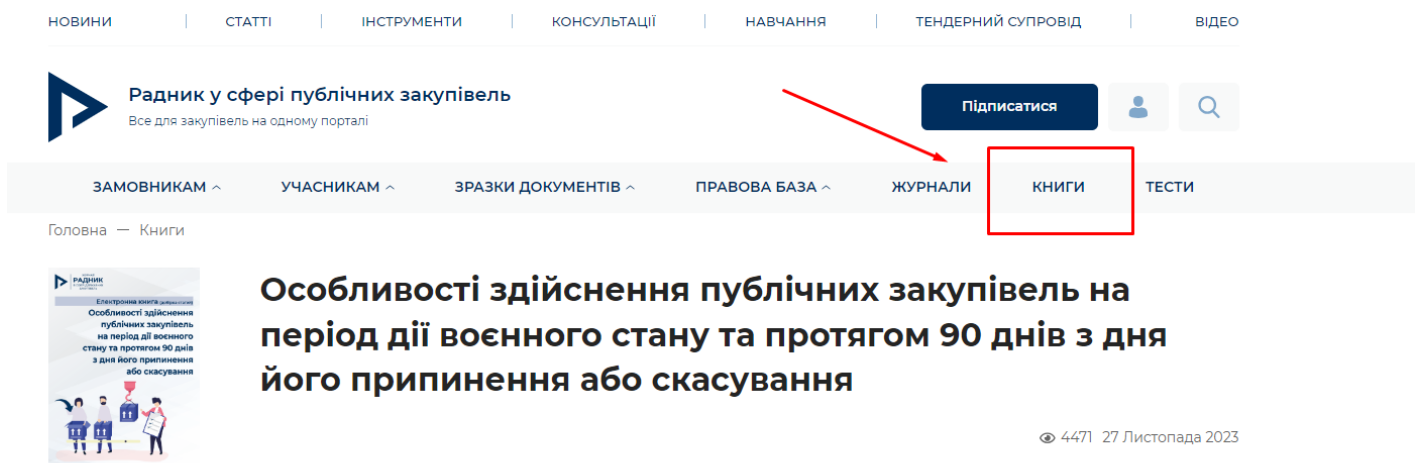 НОВИНИ СТАТТІ ІНСТРУМЕНТИ КОНСУЛЬТАЦІЇ НАВЧАННЯ ТЕНДЕРНИЙ СУПРОВІД ВІДЕО
Радник у сфері публічних закупівель
Все для закупівель на одному порталі
Підписатися
ЗАМОВНИКАМ УЧАСНИКАМ ЗРАЗКИ ДОКУМЕНТІВ ПРАВОВА БАЗА ЖУРНАЛИ КНИГИ ТЕСТИ
Головна — Книги
РАДНИК
Електронна книга
Особливості здійснення
публічних закупівель
на період дії воєнного
стану та протягом 90 днів
з дня його припинення
або скасування
Особливості здійснення публічних закупівель на
період дії воєнного стану та протягом 90 днів з дня
його припинення або скасування
4471 27 Листопада 2023